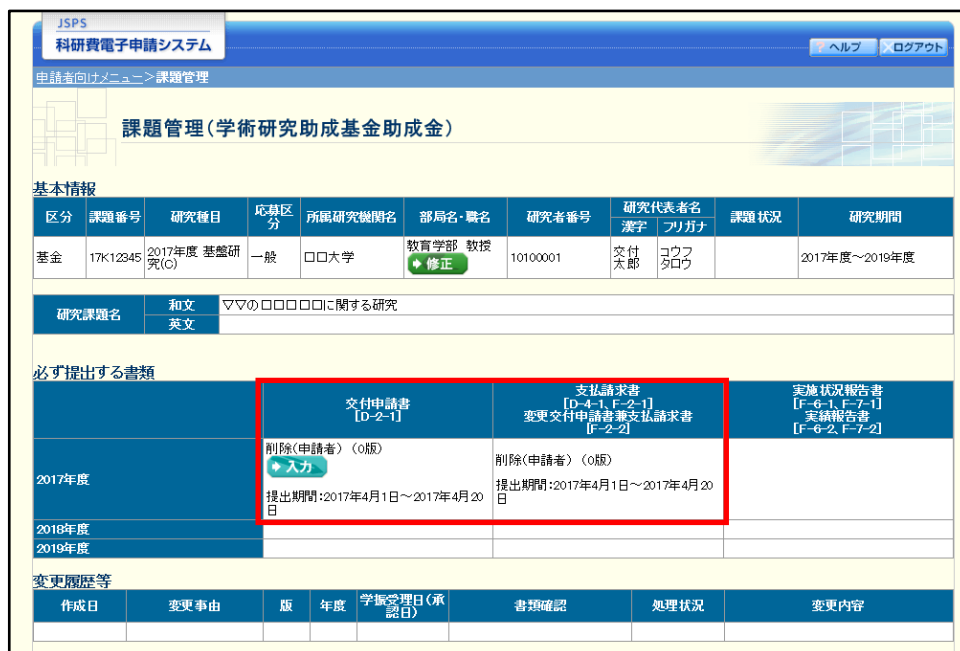 JSPS
科研費電子申請システム
ヘルプ
ログアウト
申請者向けメニュー>課題管理
課題管理(学術研究助成基金助成金)
基本情報
区分 課題番号 研究種目 応募区分 所属研究機関名 部局名・職名 研究者番号 研究代表者名 課題状況 研究期間
漢字 フリガナ
基金 17K12345 2017年度 基盤研究(C) 一般 □□大学 教育学部 教授 10100001 交付 太郎 コウフ タロウ 2017年度~2019年度
修正
研究課題名 和文 ▽▽の□□□□□に関する研究
英文
必ず提出する書類
交付申請書
[D-2-1]
支払請求書
[D-4-1、F-2-1]
変更交付申請書兼支払請求書
[F-2-2]
実施状況報告書
[F-6-1、F-7-1]
実績報告書
[F-6-2、F-7-2]
2017年度
削除(申請者) (0版)
入力
提出期間:2017年4月1日~2017年4月20
日
削除(申請者) (0版)
提出期間:2017年4月1日~2017年4月20
日
2018年度
2019年度
変更履歴等
作成日 変更事由 版 年度 学振受理日(承認日) 書類確認 処理状況 変更内容